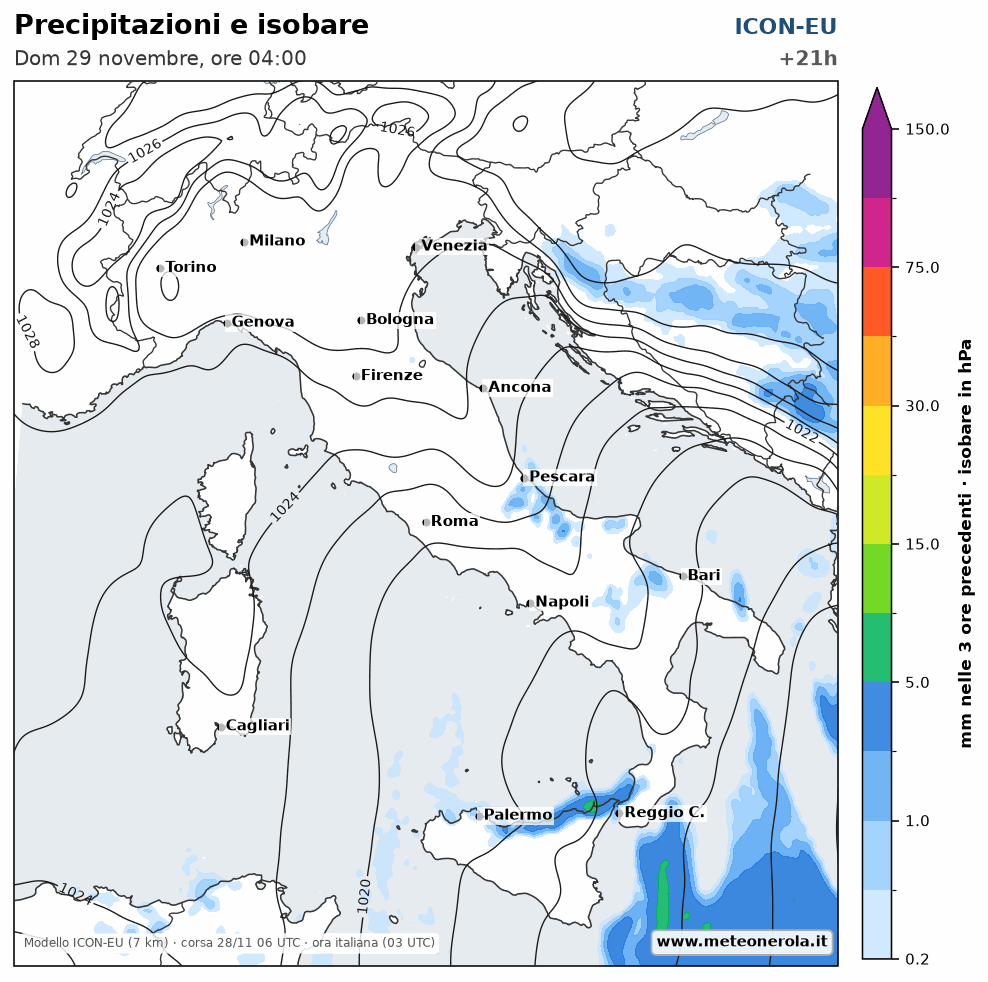 Precipitazioni e isobare
ICON-EU
Dom 29 novembre, ore 04:00
+21h
1026
1026
1024
1028
Milano
Torino
Venezia
Genova
Bologna
Firenze
Ancona
1022
Pescara
1024
Roma
Bari
Napoli
Cagliari
Palermo
Reggio C.
1024
1020
Modello ICON-EU (7 km) · corsa 28/11 06 UTC · ora italiana (03 UTC)
www.meteonerola.it
150.0
75.0
30.0
15.0
5.0
1.0
0.2
mm nelle 3 ore precedenti · isobare in hPa